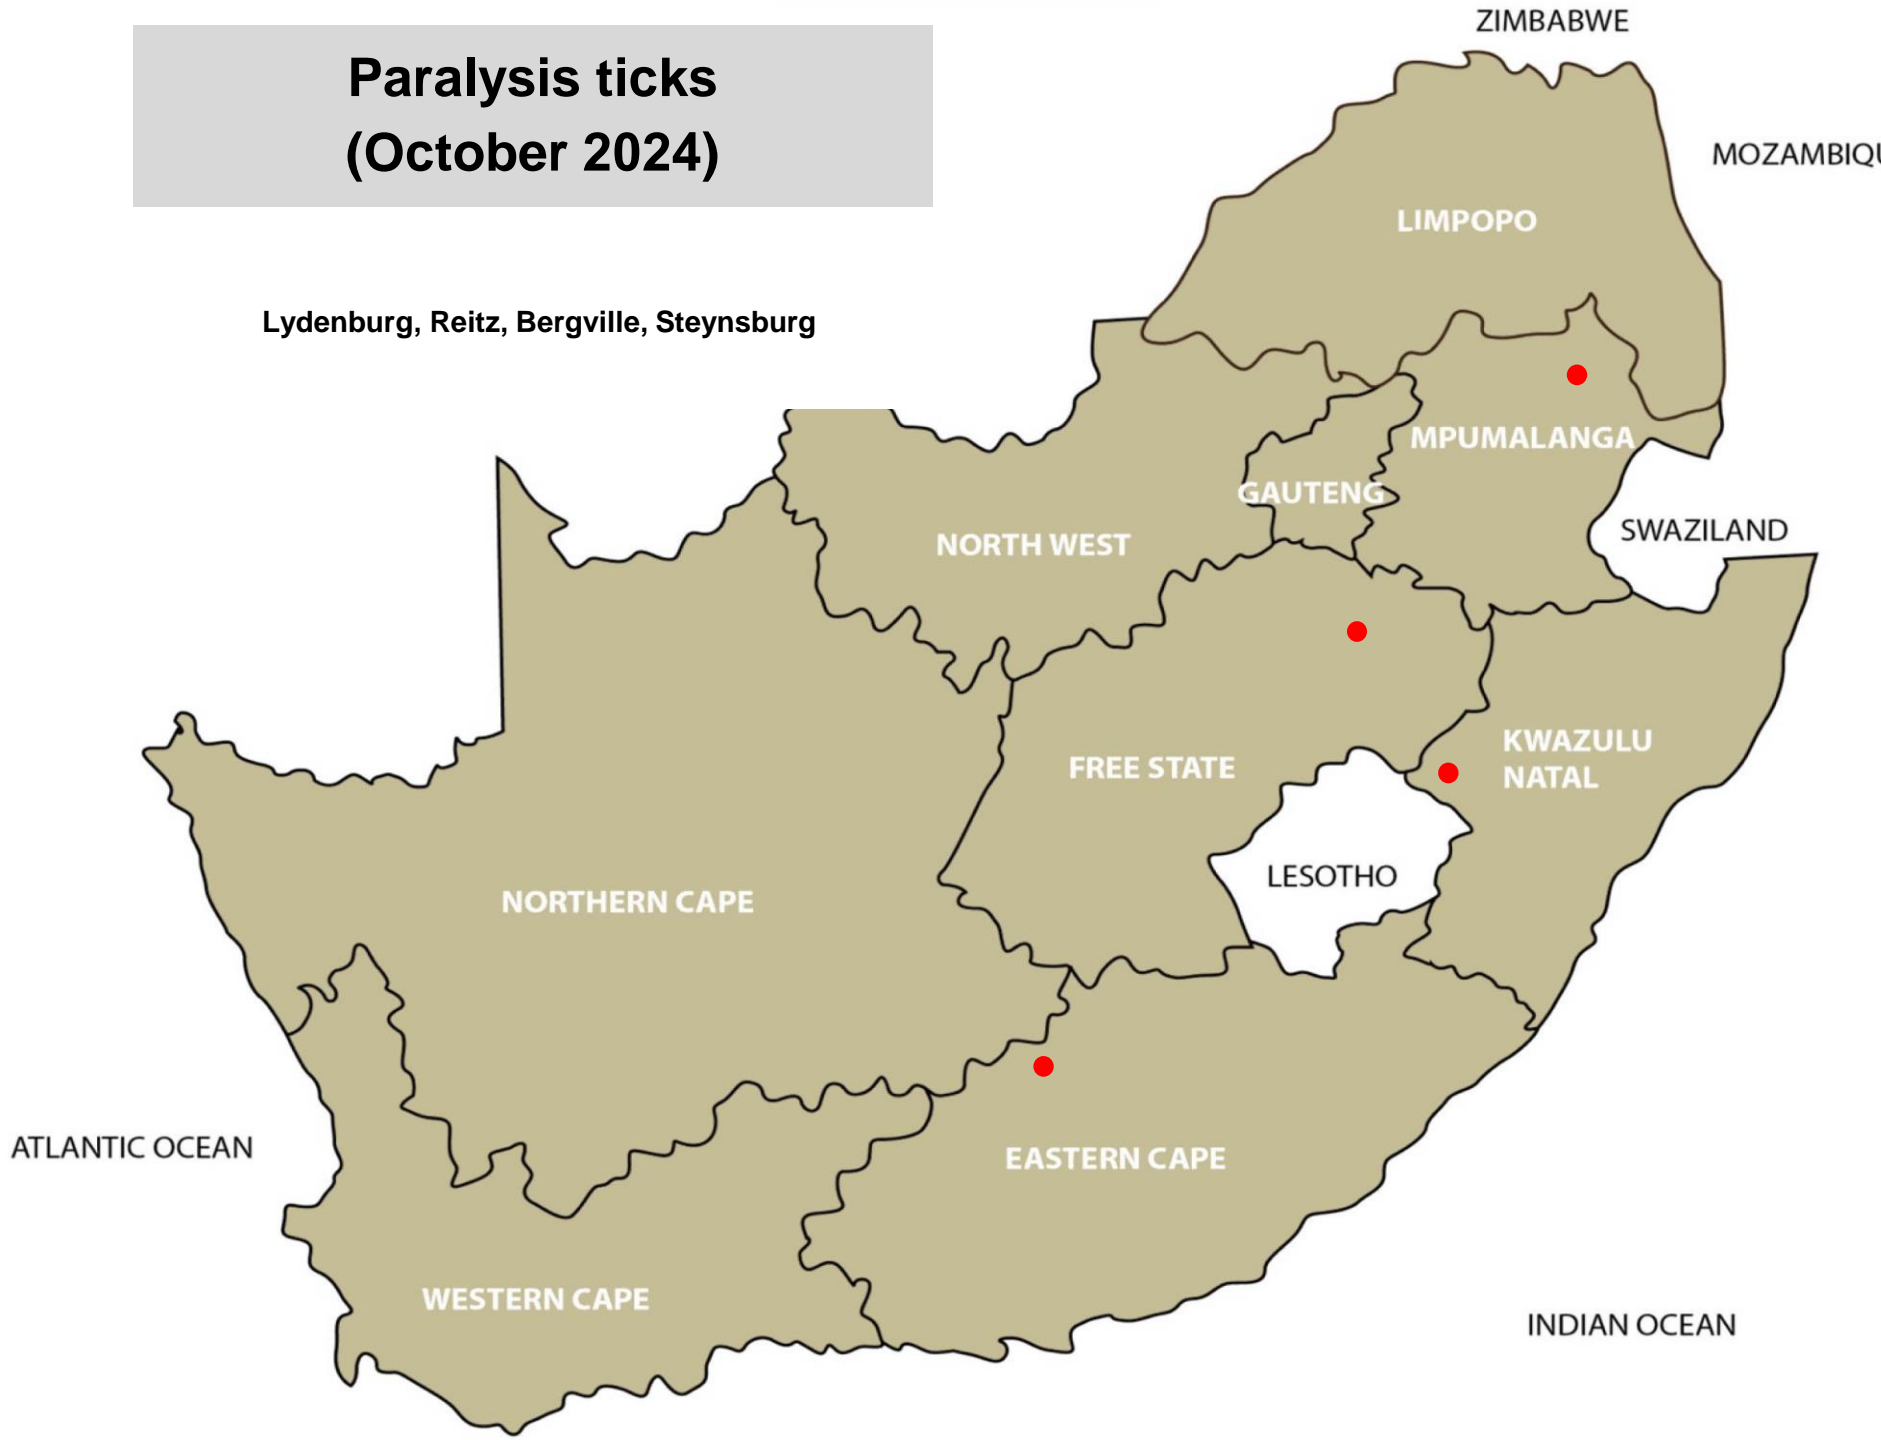 ZIMBABWE
Paralysis ticks
(October 2024)
MOZAMBIQU
LIMPOPO
Lydenburg, Reitz, Bergville, Steynsburg
MPUMALANGA
GAUTENG
SWAZILAND
NORTH WEST
KWAZULU
NATAL
FREE STATE
LESOTHO
NORTHERN CAPE
ATLANTIC OCEAN
EASTERN CAPE
WESTERN CAPE
INDIAN OCEAN